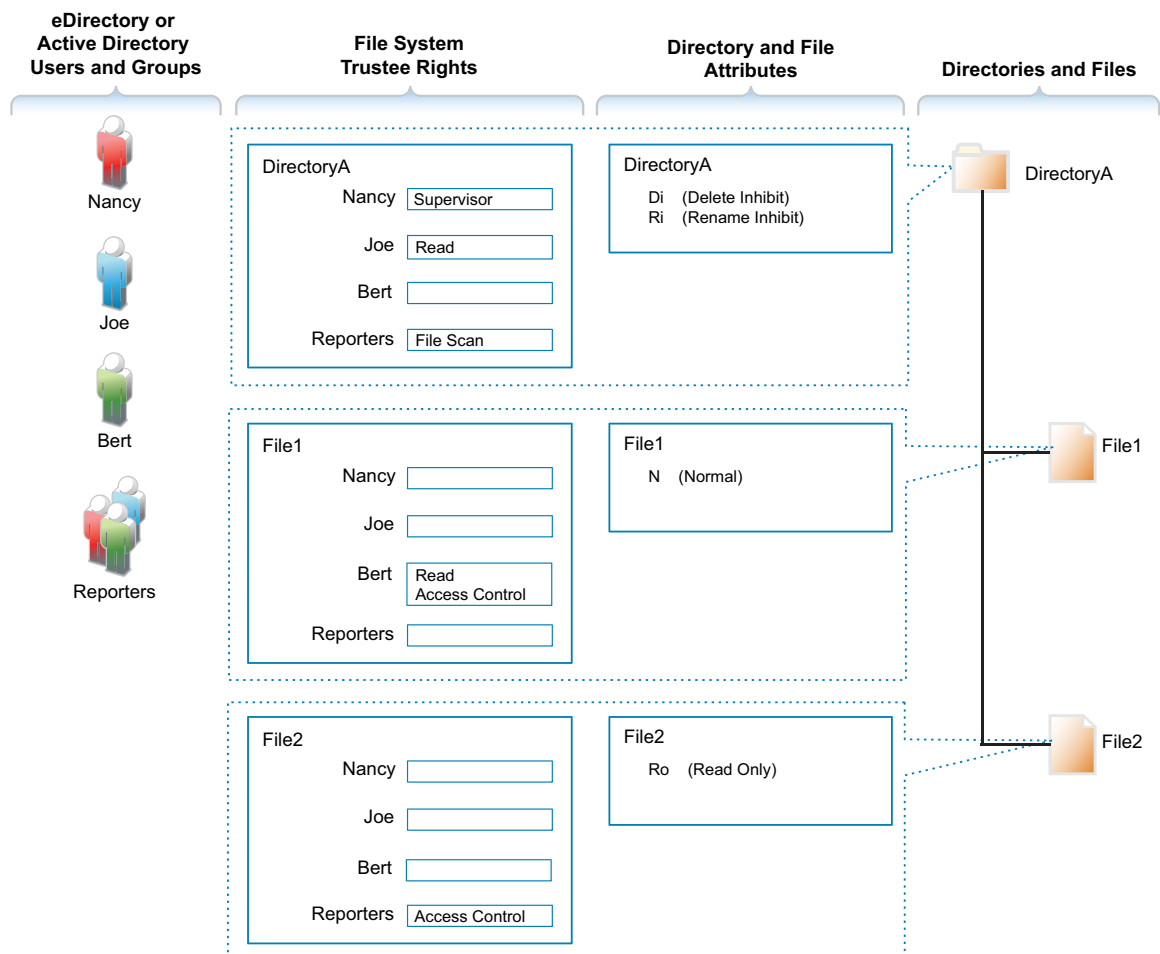 eDirectory or
Active Directory
Users and Groups
File System
Trustee Rights
Directory and File
Attributes
Directories and Files
Nancy
Joe
Bert
Reporters
DirectoryA
Nancy Supervisor
Joe Read
Bert
Reporters File Scan
DirectoryA
Di (Delete Inhibit)
Ri (Rename Inhibit)
DirectoryA
File1
Nancy
Joe
Bert Read
Access Control
Reporters
File1
N (Normal)
File1
File2
Nancy
Joe
Bert
Reporters Access Control
File2
Ro (Read Only)
File2